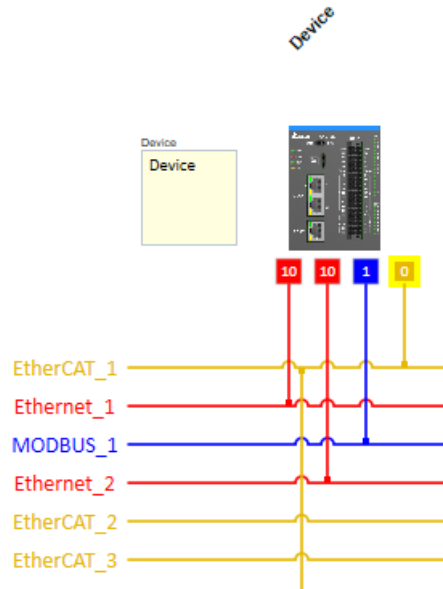 Device
Device
Device
10 10 1 0
EtherCAT_1
Ethernet_1
MODBUS_1
Ethernet_2
EtherCAT_2
EtherCAT_3